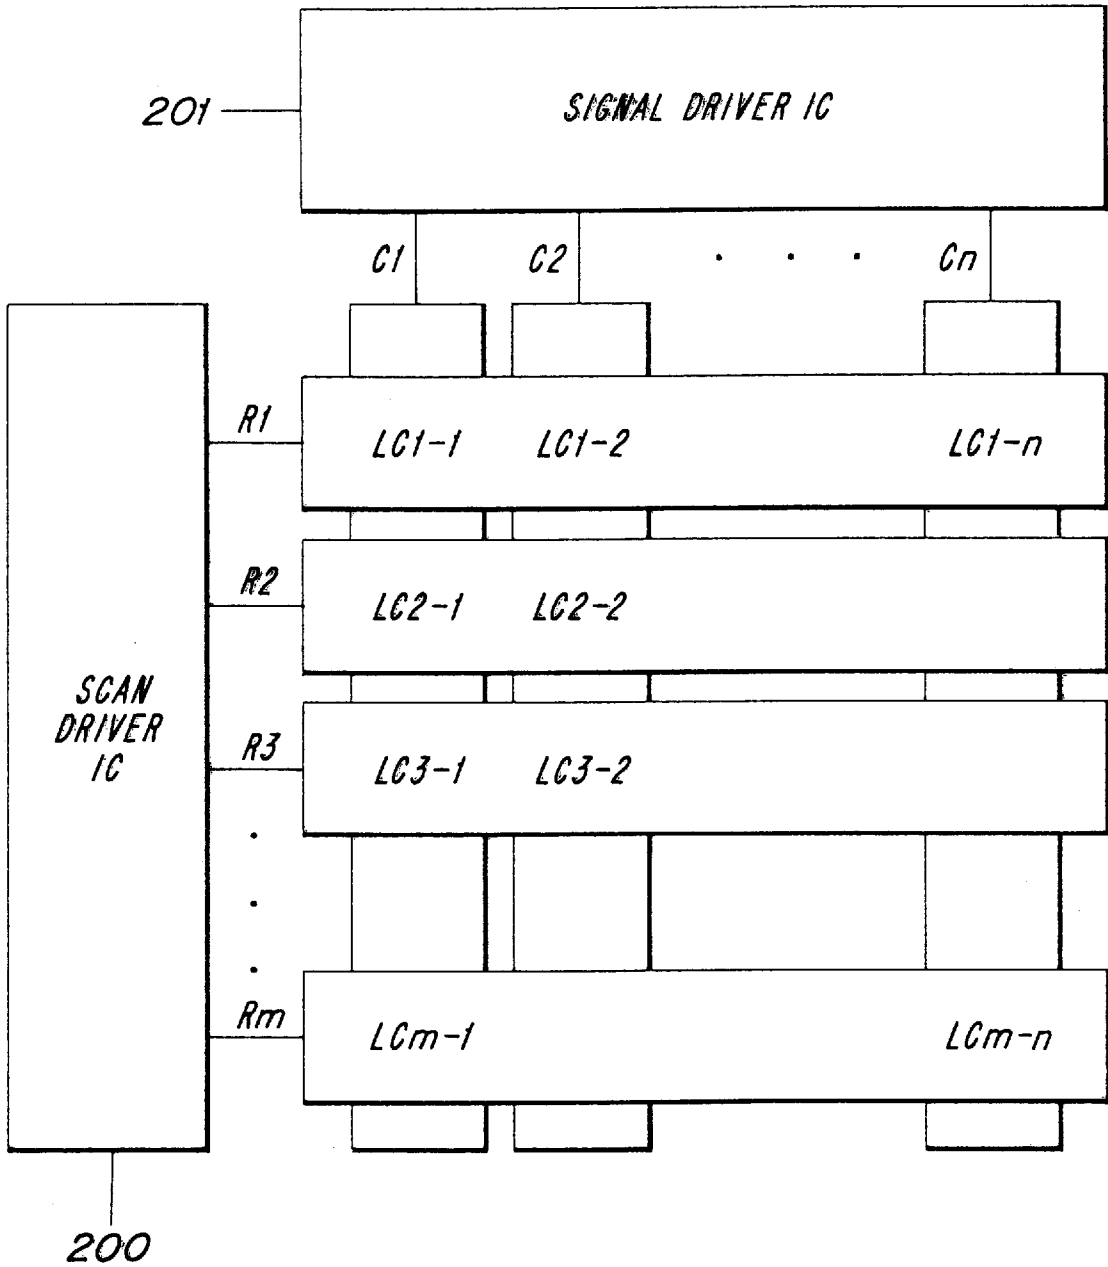 201
SIGNAL DRIVER IC
C1 C2 . . . Cn
R1
LC1-1 LC1-2 LC1-n
R2
LC2-1 LC2-2
SCAN
DRIVER
IC
R3
LC3-1 LC3-2
.
.
.
Rm
LCm-1 LCm-n
200